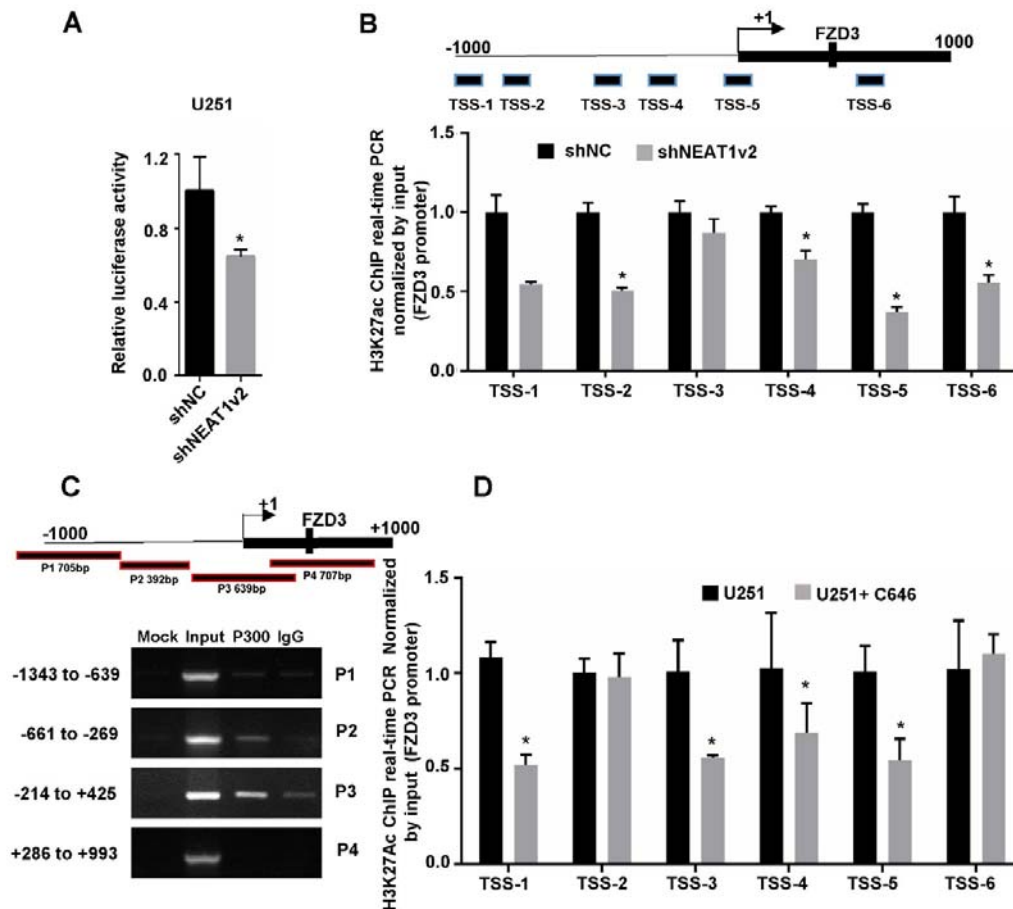 A
U251
Relative luciferase activity
1.2
0.8
0.4
0.0
shNC
shNEAT1v2
*
B
+1
FZD3
-1000
1000
TSS-1 TSS-2 TSS-3 TSS-4 TSS-5 TSS-6
H3K27ac ChIP real-time PCR
normalized by input
(FZD3 promoter)
1.5
1.0
0.5
0.0
shNC shNEAT1v2
* * * *
TSS-1 TSS-2 TSS-3 TSS-4 TSS-5 TSS-6
C
+1
FZD3
-1000
+1000
P1 705bp
P2 392bp
P3 639bp
P4 707bp
Mock Input P300 IgG
-1343 to -639 P1
-661 to -269 P2
-214 to +425 P3
+286 to +993 P4
D
H3K27Ac ChIP real-time PCR Normalized
by input (FZD3 promoter)
1.5
1.0
0.5
0.0
U251 U251+ C646
* * * *
TSS-1 TSS-2 TSS-3 TSS-4 TSS-5 TSS-6